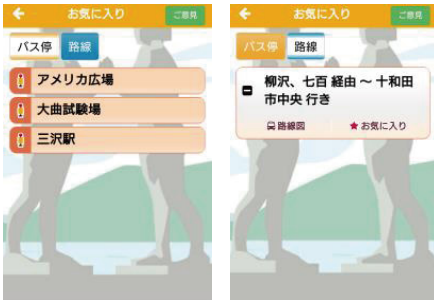 お気に入り
ご意見
バス停
路線
アメリカ広場
大曲試験場
三沢駅
お気に入り
ご意見
バス停
路線
柳沢、七百 経由 ～ 十和田
市中央 行き
路線図
★お気に入り